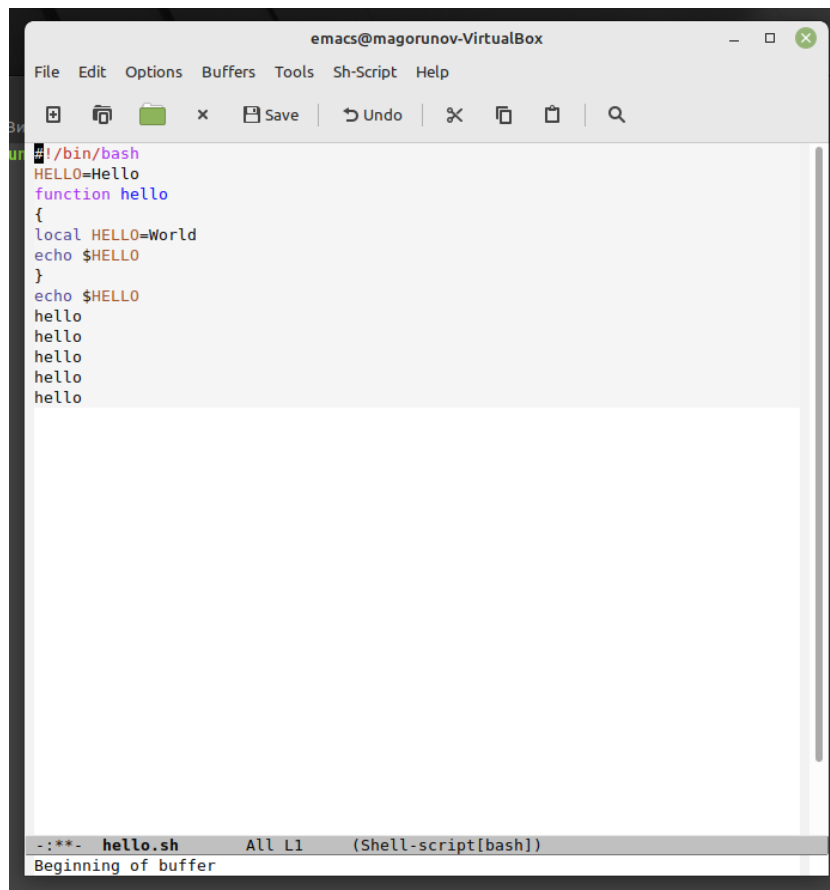 emacs@magorunov-VirtualBox
File Edit Options Buffers Tools Sh-Script Help
Save Undo
#!/bin/bash
HELLO=Hello
function hello
{
local HELLO=World
echo $HELLO
}
echo $HELLO
hello
hello
hello
hello
hello
-:**- hello.sh All L1 (Shell-script[bash])
Beginning of buffer